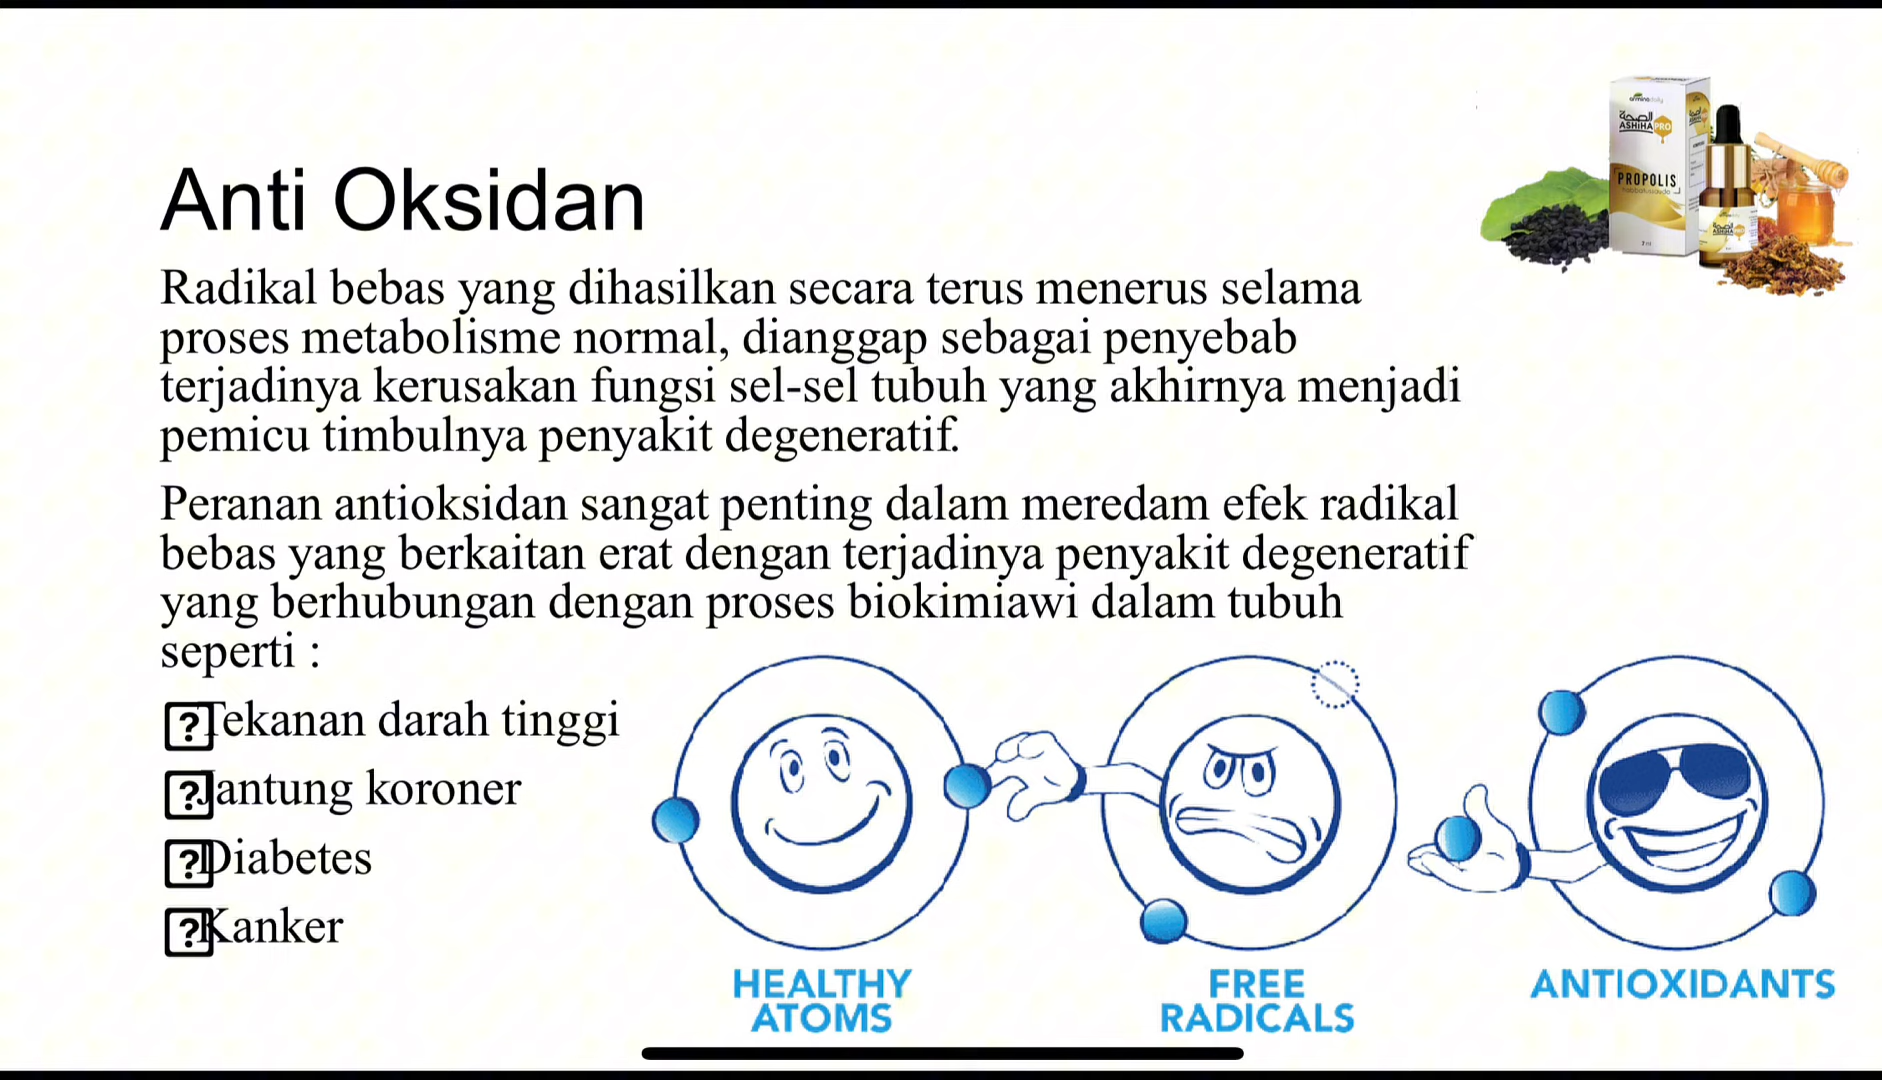 Anti Oksidan
Radikal bebas yang dihasilkan secara terus menerus selama
proses metabolisme normal, dianggap sebagai penyebab
terjadinya kerusakan fungsi sel-sel tubuh yang akhirnya menjadi
pemicu timbulnya penyakit degeneratif.
Peranan antioksidan sangat penting dalam meredam efek radikal
bebas yang berkaitan erat dengan terjadinya penyakit degeneratif
yang berhubungan dengan proses biokimiawi dalam tubuh
seperti :
Tekanan darah tinggi
Jantung koroner
Diabetes
Kanker
HEALTHY
ATOMS
FREE
RADICALS
ANTIOXIDANTS
الصحة
ASHIHA PRO
PROPOLIS